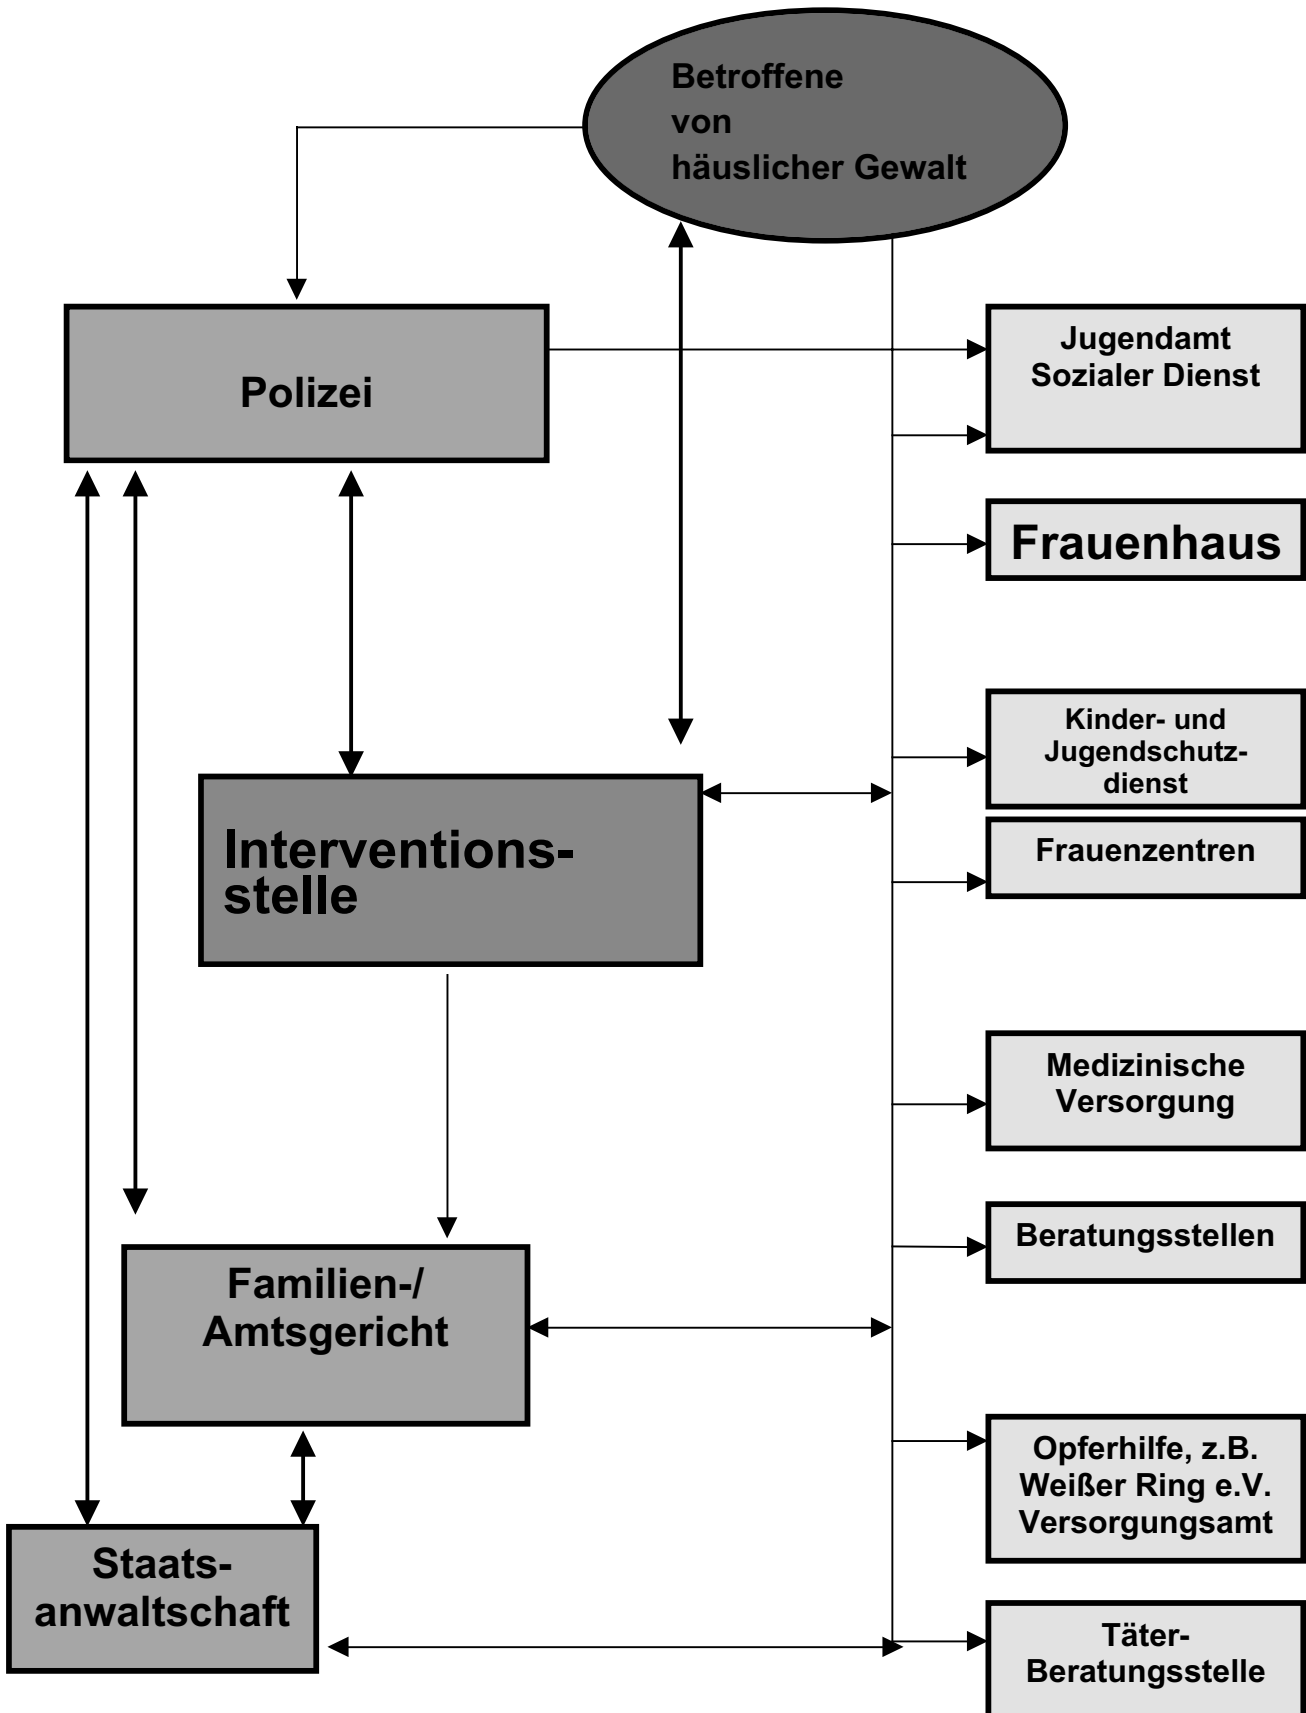 Betroffene
von
häuslicher Gewalt
Polizei
Jugendamt
Sozialer Dienst
Frauenhaus
Kinder- und
Jugendschutz-
dienst
Interventions-
stelle
Frauenzentren
Medizinische
Versorgung
Beratungsstellen
Familien-/
Amtsgericht
Opferhilfe, z.B.
Weißer Ring e.V.
Versorgungsamt
Staats-
anwaltschaft
Täter-
Beratungsstelle